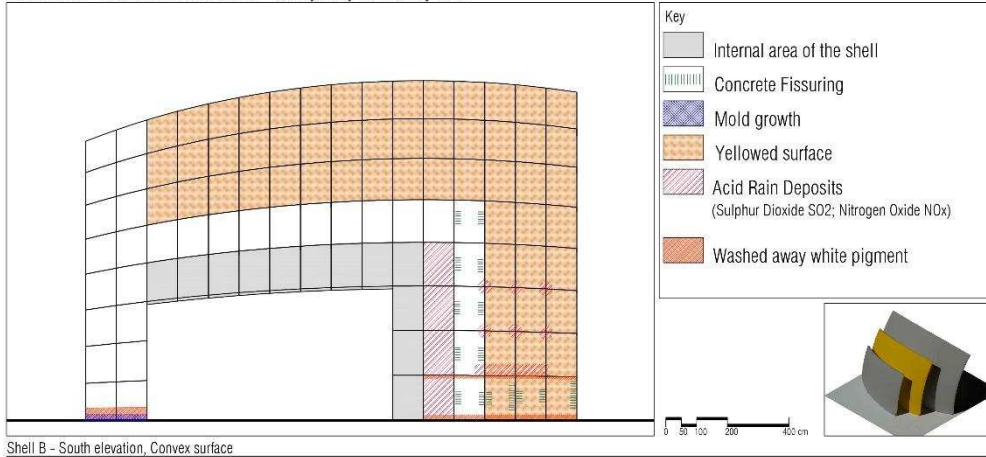 Key
Internal area of the shell
Concrete Fissuring
Mold growth
Yellowed surface
Acid Rain Deposits
(Sulphur Dioxide SO2; Nitrogen Oxide NOx)
Washed away white pigment
0 50 100 200 400 cm
Shell B - South elevation, Convex surface